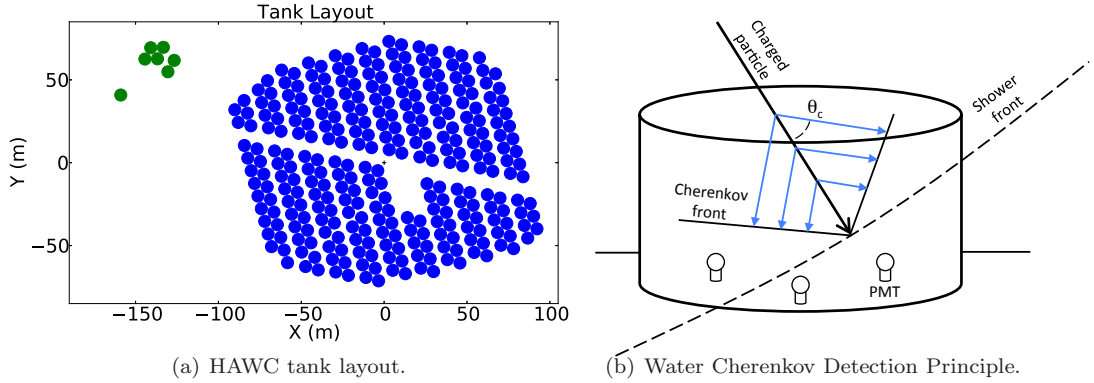 Tank Layout
Y (m)
50
0
−50
−150
−100
−50
0
50
100
X (m)
(a) HAWC tank layout.
Charged
particle
θc
Shower
front
Cherenkov
front
PMT
(b) Water Cherenkov Detection Principle.